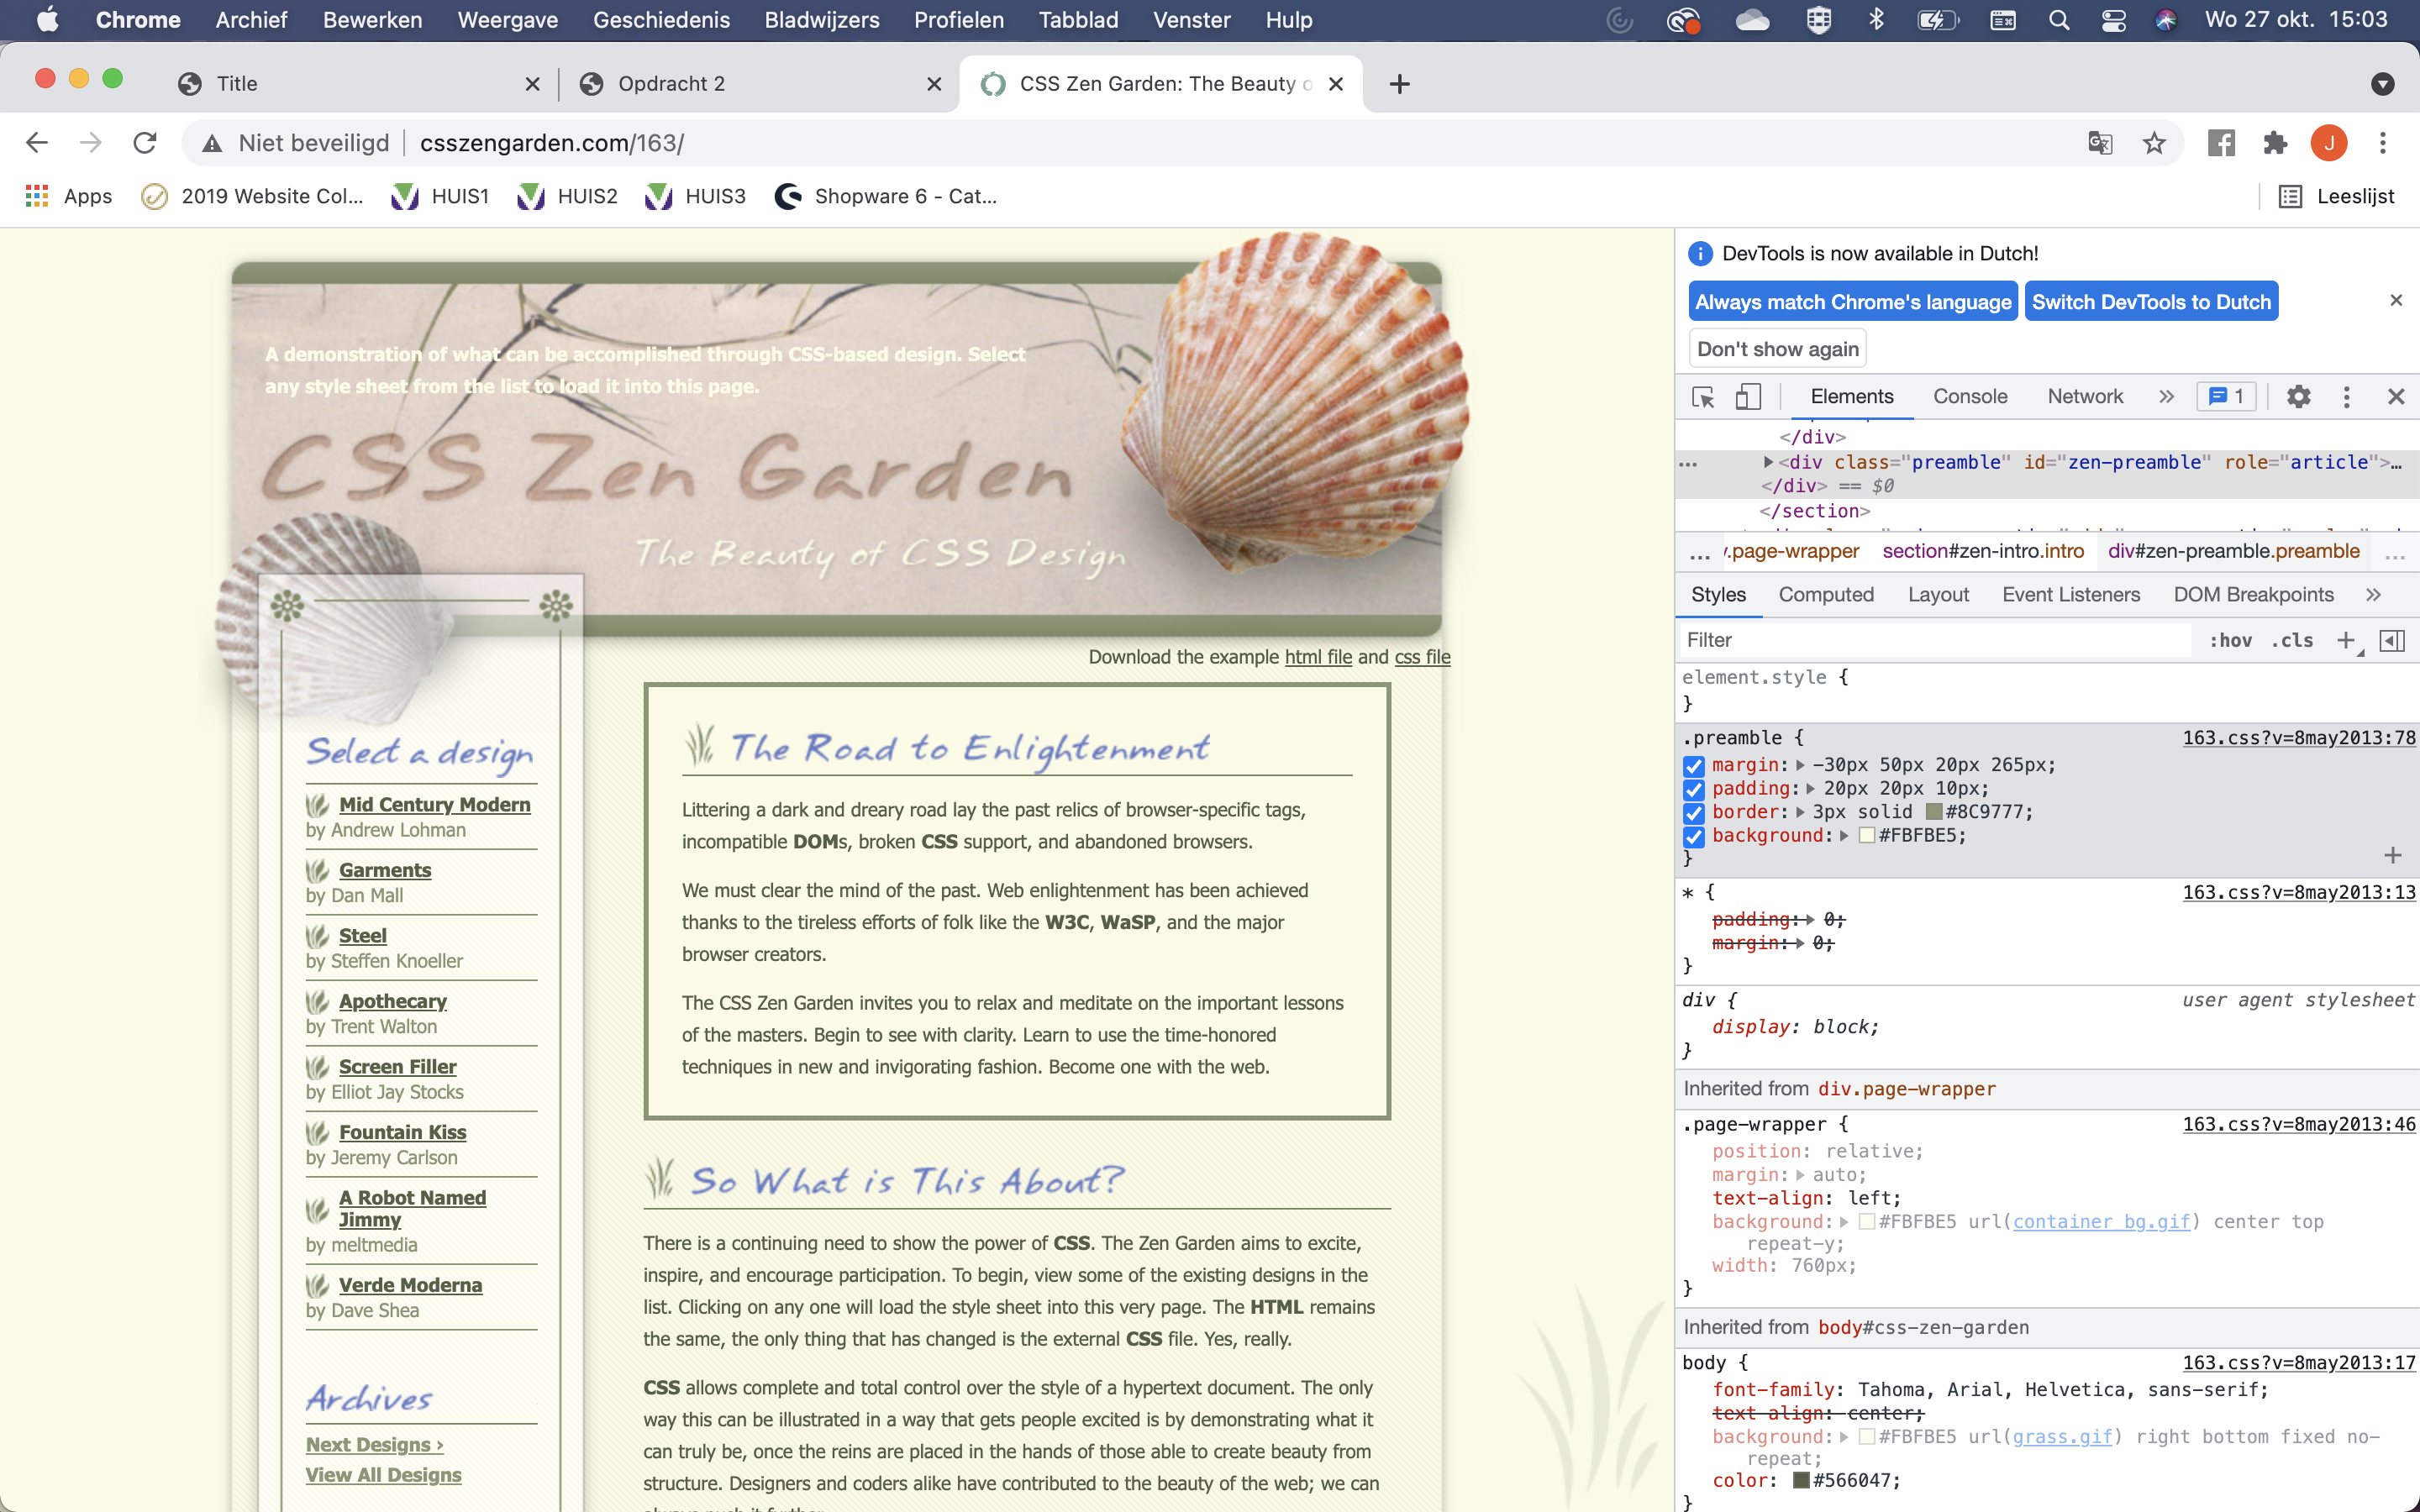 Chrome Archief Bewerken Weergave Geschiedenis Bladwijzers Profielen Tabblad Venster Hulp Wo 27 okt. 15:03
Title Opdracht 2 CSS Zen Garden: The Beauty o
Niet beveiligd csszengarden.com/163/ J
Apps 2019 Website Col... HUIS1 HUIS2 HUIS3 Shopware 6 - Cat... Leeslijst
A demonstration of what can be accomplished through CSS-based design. Select
any style sheet from the list to load it into this page.
CSS Zen Garden
The Beauty of CSS Design
Download the example html file and css file
Select a design
Mid Century Modern
by Andrew Lohman
Garments
by Dan Mall
Steel
by Steffen Knoeller
Apothecary
by Trent Walton
Screen Filler
by Elliot Jay Stocks
Fountain Kiss
by Jeremy Carlson
A Robot Named
Jimmy
by meltmedia
Verde Moderna
by Dave Shea
Archives
Next Designs ›
View All Designs
The Road to Enlightenment
Littering a dark and dreary road lay the past relics of browser-specific tags,
incompatible DOMs, broken CSS support, and abandoned browsers.
We must clear the mind of the past. Web enlightenment has been achieved
thanks to the tireless efforts of folk like the W3C, WaSP, and the major
browser creators.
The CSS Zen Garden invites you to relax and meditate on the important lessons
of the masters. Begin to see with clarity. Learn to use the time-honored
techniques in new and invigorating fashion. Become one with the web.
So What is This About?
There is a continuing need to show the power of CSS. The Zen Garden aims to excite,
inspire, and encourage participation. To begin, view some of the existing designs in the
list. Clicking on any one will load the style sheet into this very page. The HTML remains
the same, the only thing that has changed is the external CSS file. Yes, really.
CSS allows complete and total control over the style of a hypertext document. The only
way this can be illustrated in a way that gets people excited is by demonstrating what it
can truly be, once the reins are placed in the hands of those able to create beauty from
structure. Designers and coders alike have contributed to the beauty of the web; we can
DevTools is now available in Dutch!
Always match Chrome's language Switch DevTools to Dutch
Don't show again
Elements Console Network » 1
</div>
… <div class="preamble" id="zen-preamble" role="article">…
</div> == $0
</section>
... .page-wrapper section#zen-intro.intro div#zen-preamble.preamble ...
Styles Computed Layout Event Listeners DOM Breakpoints »
Filter :hov .cls +
element.style {
}
.preamble { 163.css?v=8may2013:78
margin: -30px 50px 20px 265px;
padding: 20px 20px 10px;
border: 3px solid #8C9777;
background: #FBFBE5;
}
* { 163.css?v=8may2013:13
padding: 0;
margin: 0;
}
div { user agent stylesheet
display: block;
}
Inherited from div.page-wrapper
.page-wrapper { 163.css?v=8may2013:46
position: relative;
margin: auto;
text-align: left;
background: #FBFBE5 url(container_bg.gif) center top
repeat-y;
width: 760px;
}
Inherited from body#css-zen-garden
body { 163.css?v=8may2013:17
font-family: Tahoma, Arial, Helvetica, sans-serif;
text-align: center;
background: #FBFBE5 url(grass.gif) right bottom fixed no-
repeat;
color: #566047;
}